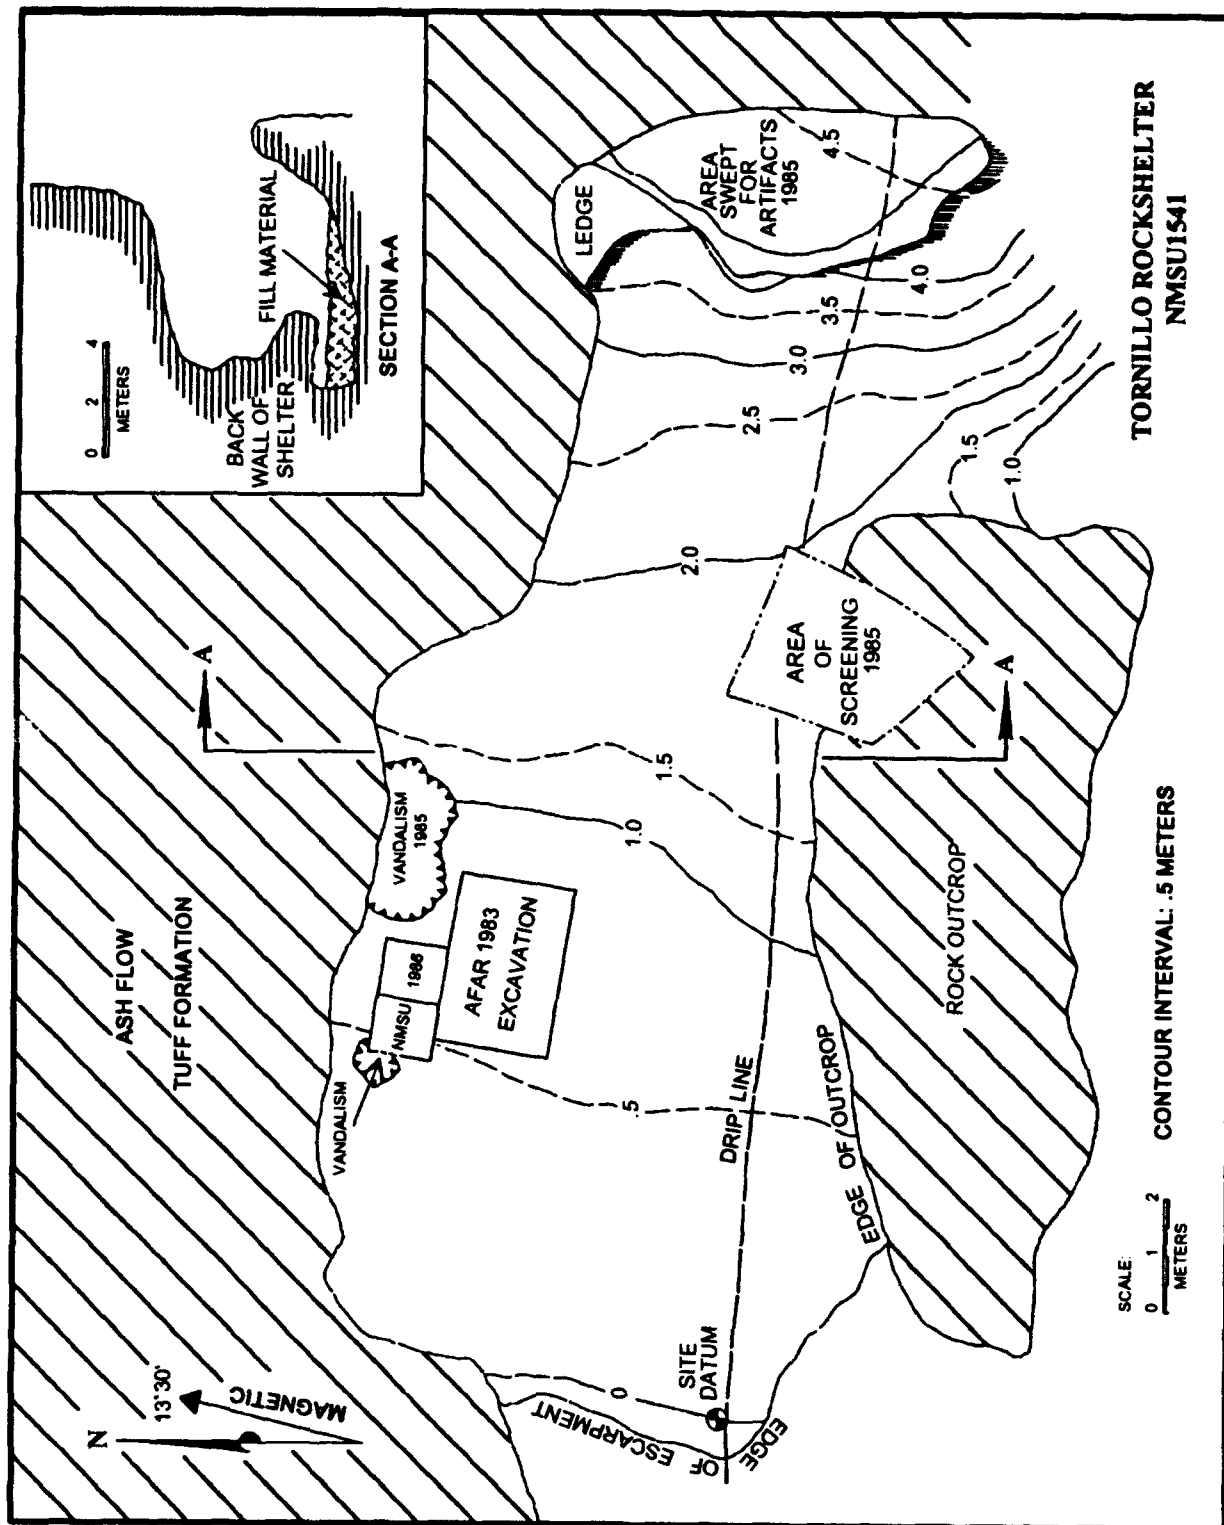 N
13°30'
MAGNETIC
ASH FLOW
TUFF FORMATION
A
0 2 4
METERS
BACK
WALL OF
SHELTER
FILL MATERIAL
SECTION A-A
VANDALISM
VANDALISM
1985
NMSU
1986
AFAR 1983
EXCAVATION
LEDGE
AREA
SWEPT
FOR
ARTIFACTS
1985
0
.5
1.0
1.5
2.0
2.5
3.0
3.5
4.0
4.5
EDGE
OF ESCARPMENT
SITE
DATUM
DRIP LINE
EDGE OF OUTCROP
AREA
OF
SCREENING
1985
A
1.5
1.0
ROCK OUTCROP
SCALE:
0 1 2
METERS
CONTOUR INTERVAL: .5 METERS
TORNILLO ROCKSHELTER
NMSU1541